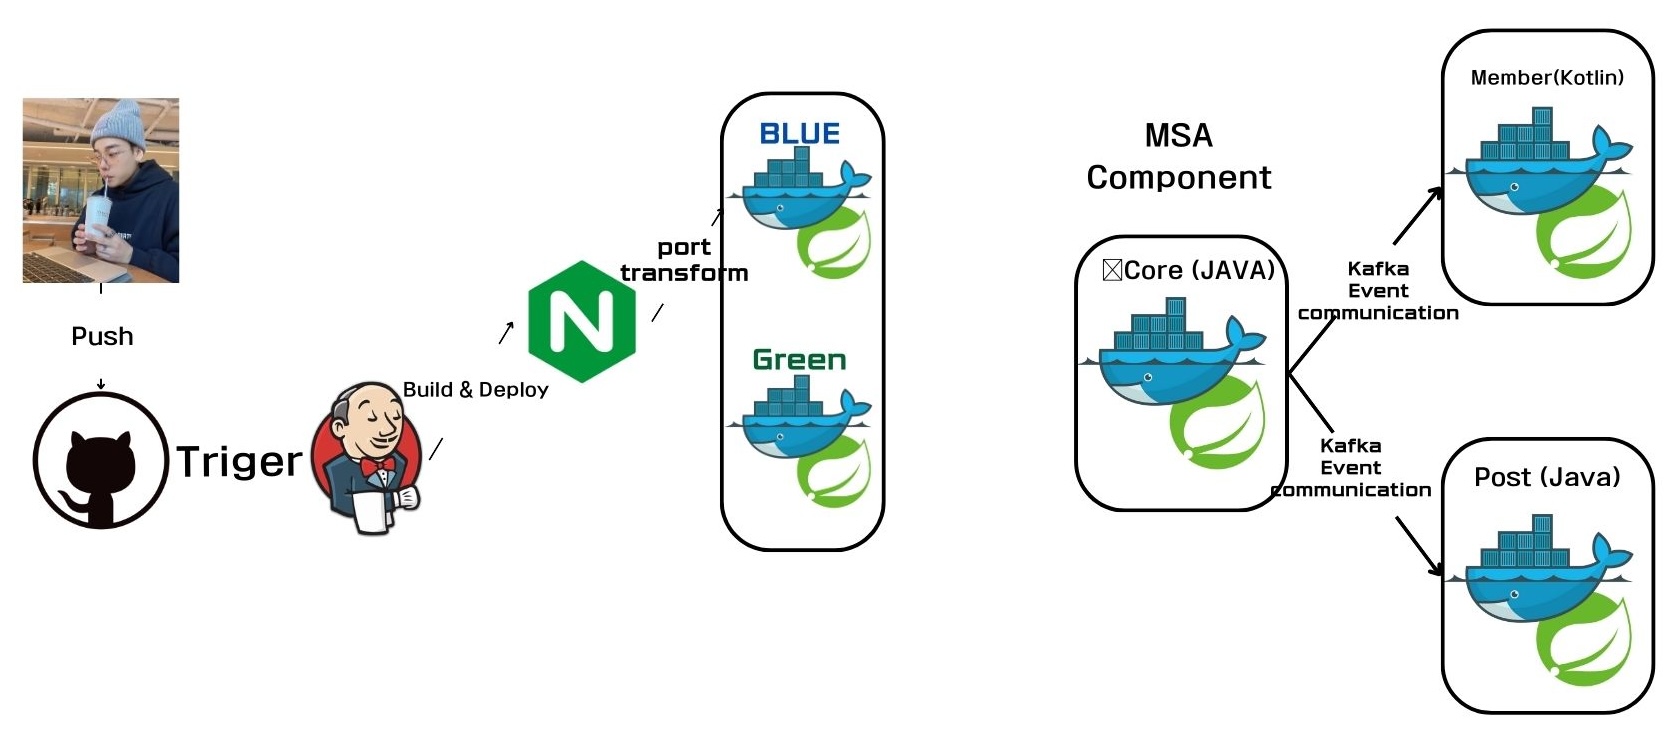 Push
Triger
Build & Deploy
port
transform
BLUE
Green
MSA
Component
Core (JAVA)
Kafka
Event
communication
Kafka
Event
communication
Member(Kotlin)
Post (Java)